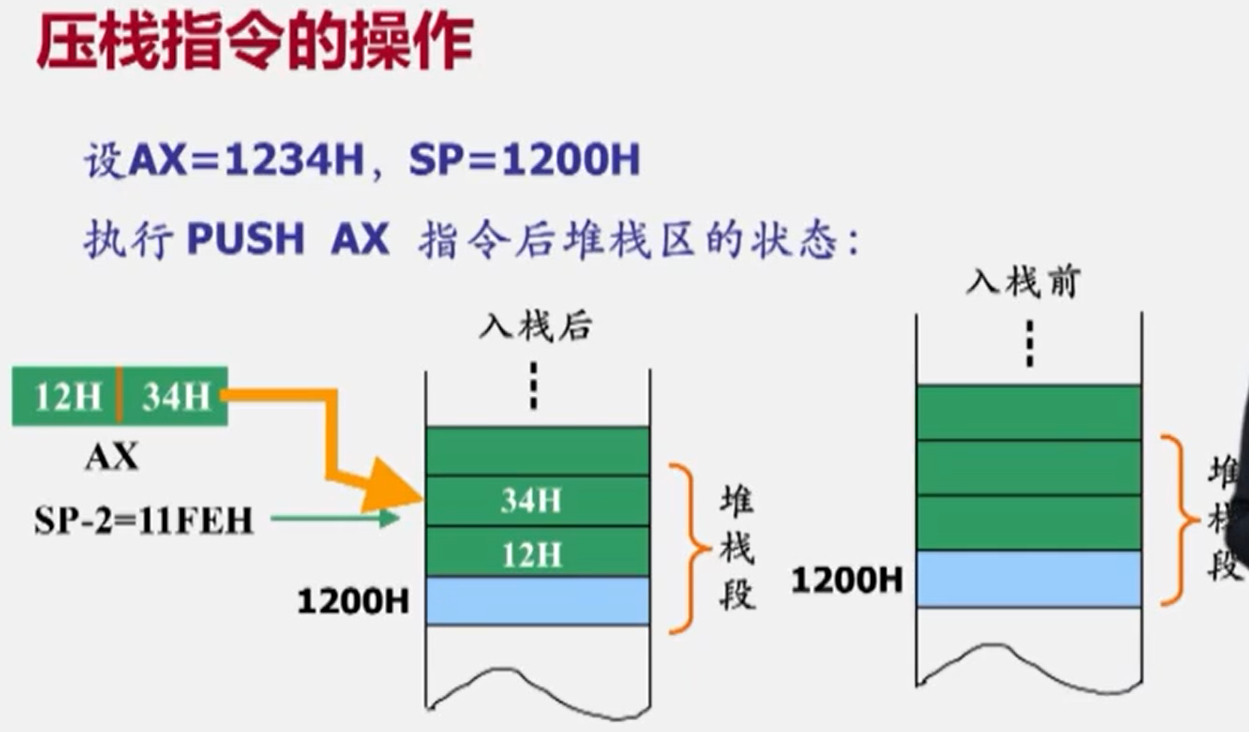 压栈指令的操作
设AX=1234H，SP=1200H
执行 PUSH AX 指令后堆栈区的状态：
入栈后
入栈前
12H 34H
AX
SP-2=11FEH
34H
12H
1200H
堆栈段
1200H
堆栈段